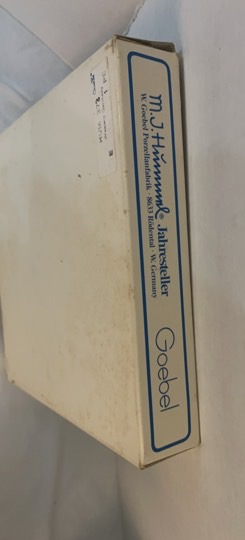 M.J. Hummel® Jahresteller
W. Goebel Porzellanfabrik · 8633 Rödental · W. Germany
Goebel